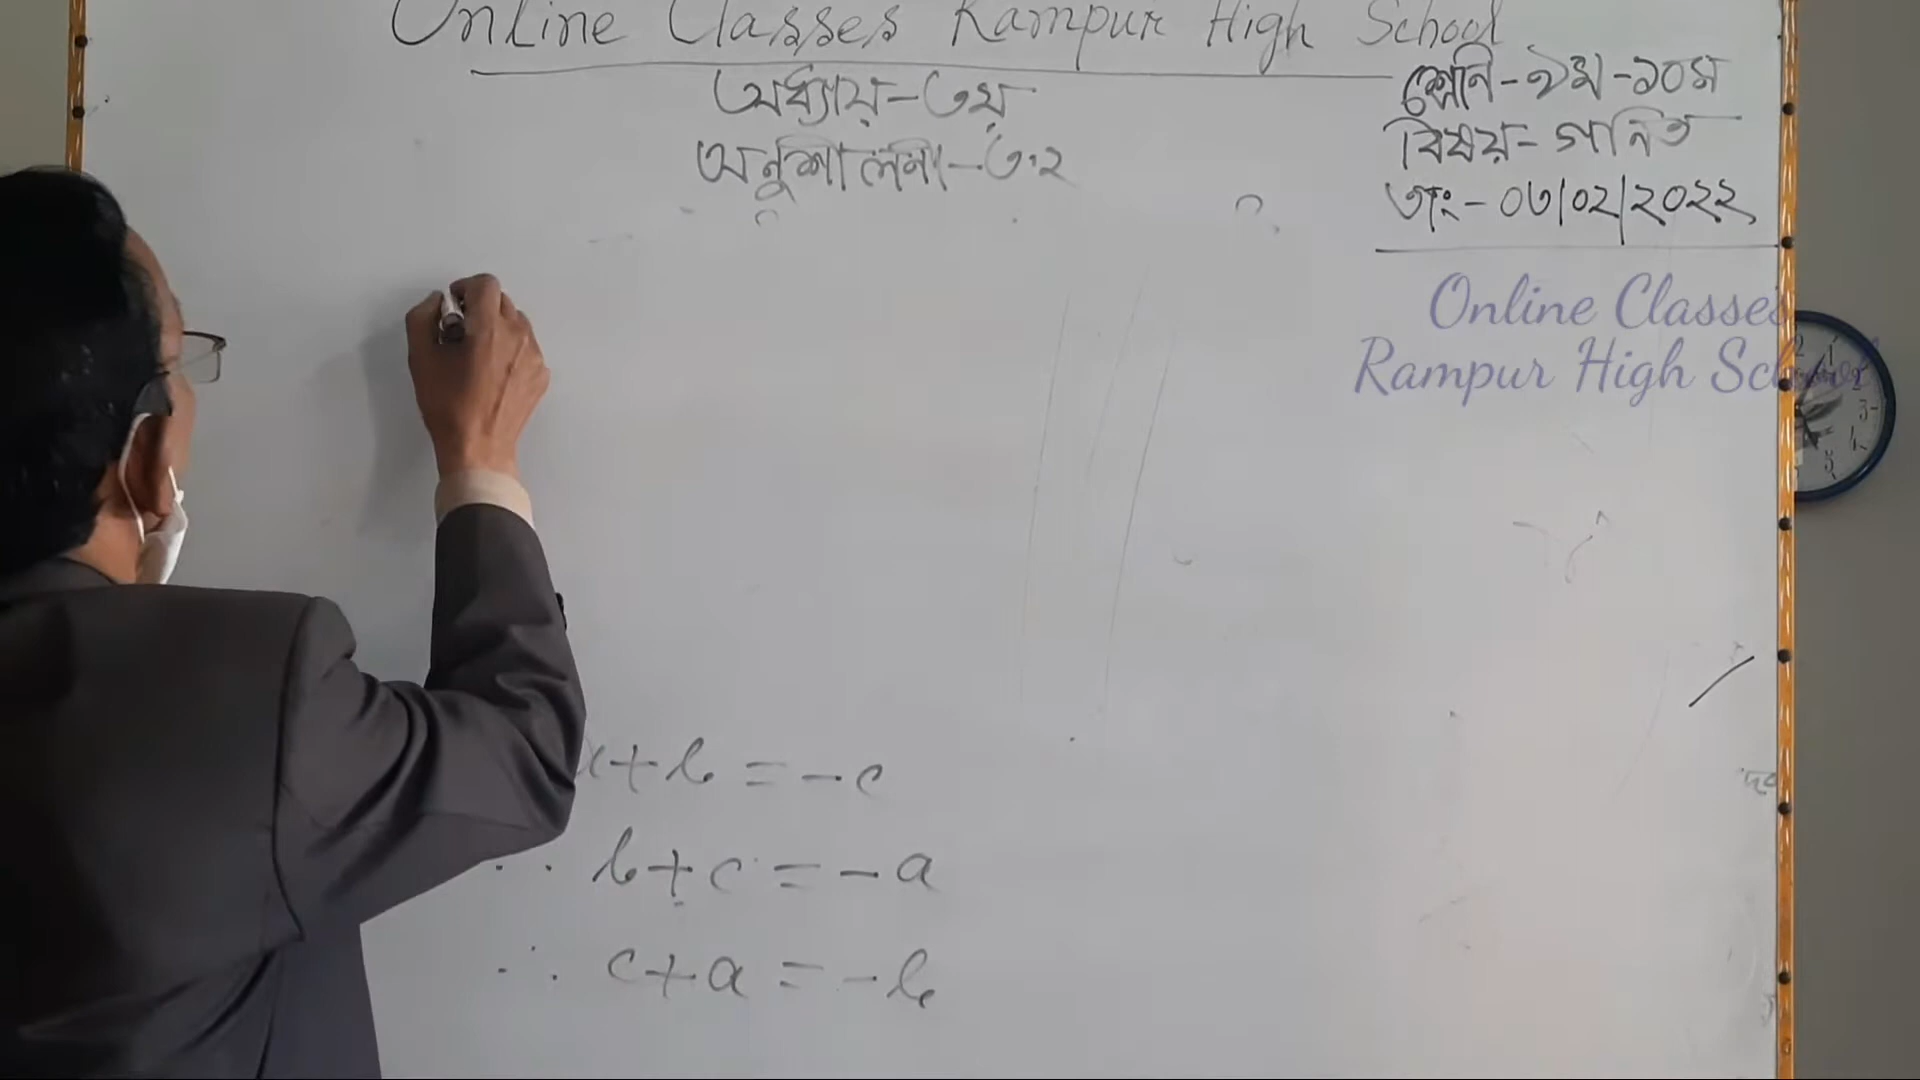 Online Classes Rampur High School
অধ্যায়-৩য়
অনুশীলনী-৩.২
শ্রেনি-৯ম-১০ম
বিষয়-গনিত
তাং-০৩/০২/২০২২
Online Classes
Rampur High School
a+b = -c
∴ b+c = -a
∴ c+a = -b